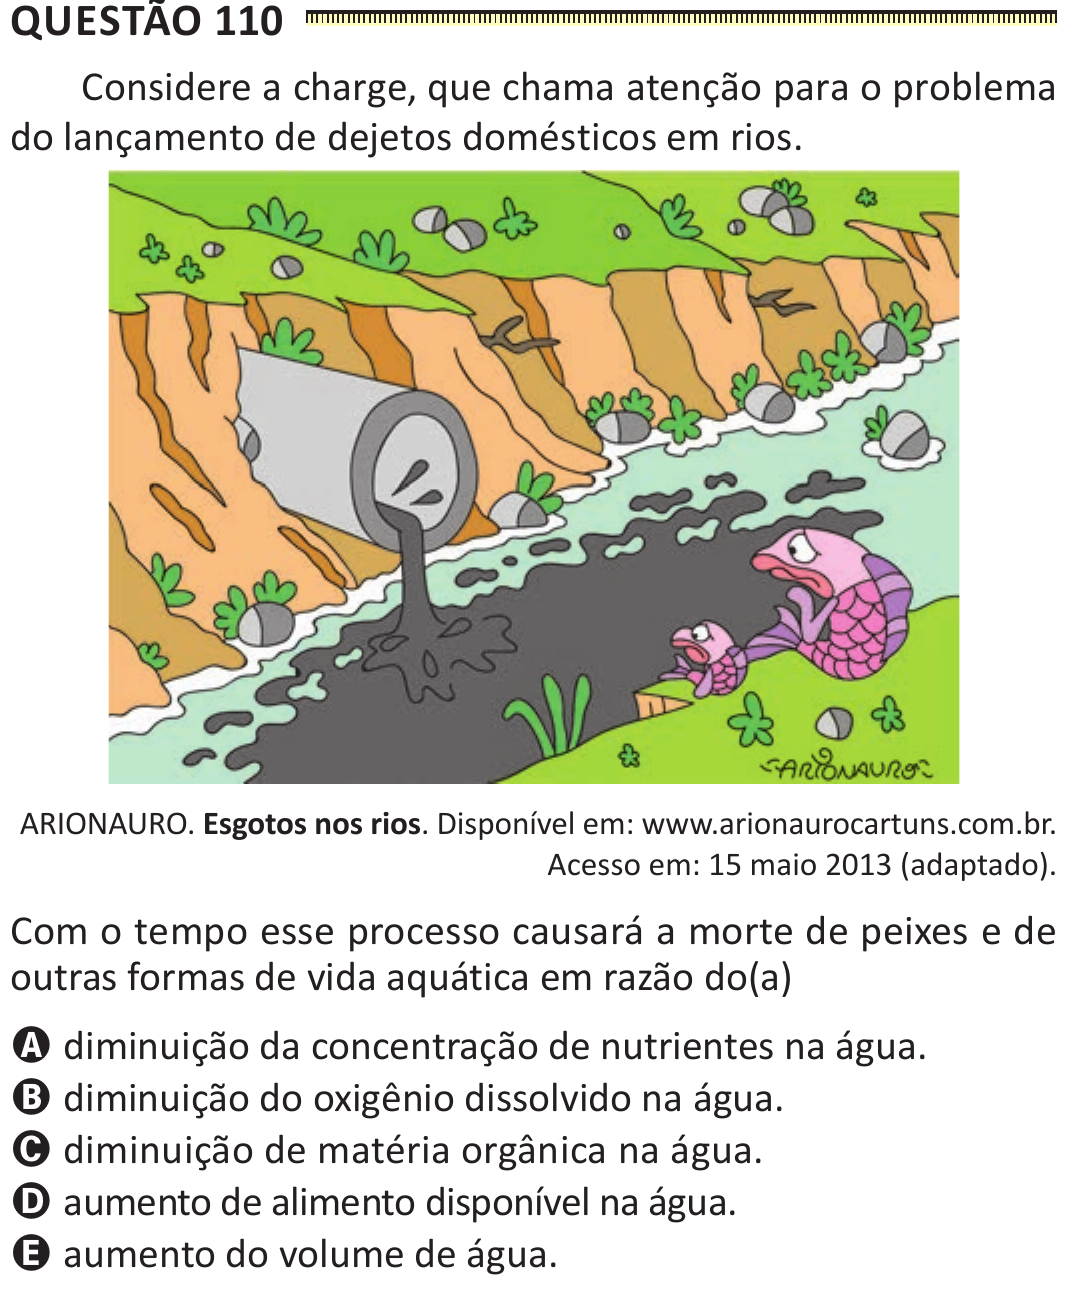 QUESTÃO 110
Considere a charge, que chama atenção para o problema
do lançamento de dejetos domésticos em rios.
ARIONAURO
ARIONAURO. Esgotos nos rios. Disponível em: www.arionaurocartuns.com.br.
Acesso em: 15 maio 2013 (adaptado).
Com o tempo esse processo causará a morte de peixes e de
outras formas de vida aquática em razão do(a)
A diminuição da concentração de nutrientes na água.
B diminuição do oxigênio dissolvido na água.
C diminuição de matéria orgânica na água.
D aumento de alimento disponível na água.
E aumento do volume de água.